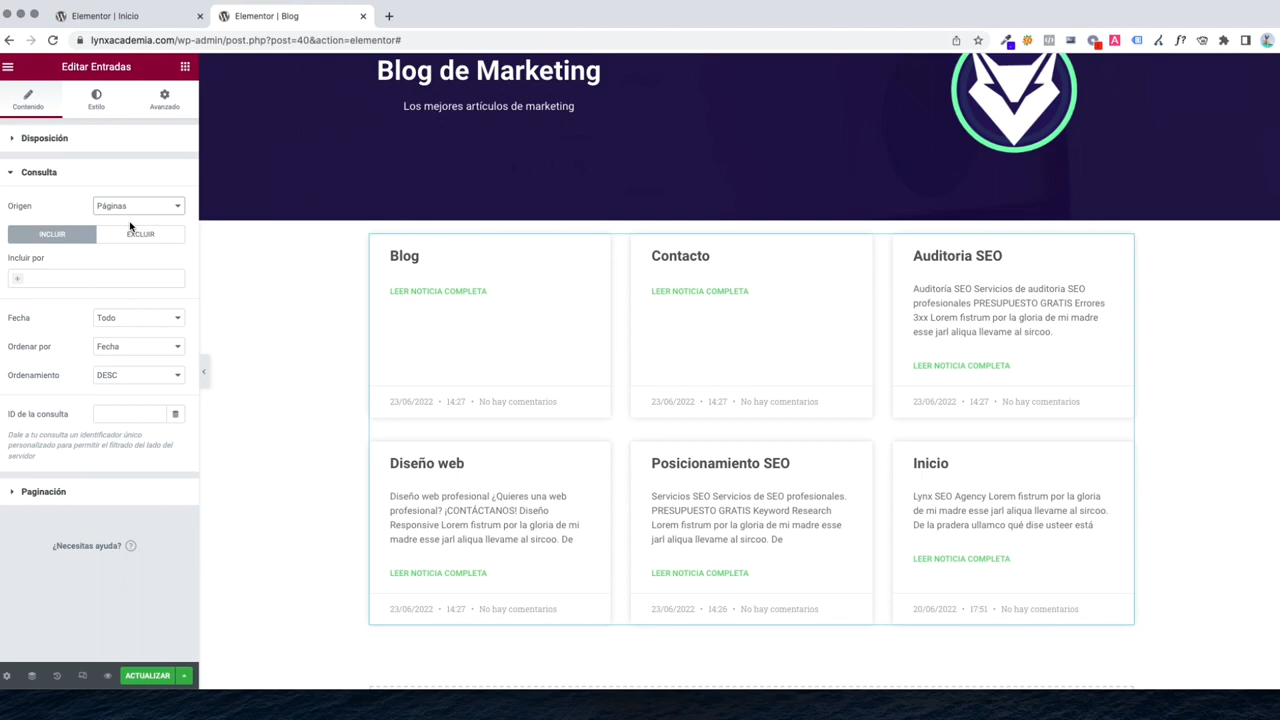 Elementor | Inicio
Elementor | Blog
lynxacademia.com/wp-admin/post.php?post=40&action=elementor#
Editar Entradas
Contenido
Estilo
Avanzado
Disposición
Consulta
Origen
Páginas
INCLUIR
EXCLUIR
Incluir por
Fecha
Todo
Ordenar por
Fecha
Ordenamiento
DESC
ID de la consulta
Dale a tu consulta un identificador único
personalizado para permitir el filtrado del lado del
servidor
Paginación
¿Necesitas ayuda?
ACTUALIZAR
Blog de Marketing
Los mejores artículos de marketing
Blog
LEER NOTICIA COMPLETA
23/06/2022 • 14:27 • No hay comentarios
Contacto
LEER NOTICIA COMPLETA
23/06/2022 • 14:27 • No hay comentarios
Auditoria SEO
Auditoría SEO Servicios de auditoria SEO
profesionales PRESUPUESTO GRATIS Errores
3xx Lorem fistrum por la gloria de mi madre
esse jarl aliqua llevame al sircoo.
LEER NOTICIA COMPLETA
23/06/2022 • 14:27 • No hay comentarios
Diseño web
Diseño web profesional ¿Quieres una web
profesional? ¡CONTÁCTANOS! Diseño
Responsive Lorem fistrum por la gloria de mi
madre esse jarl aliqua llevame al sircoo. De
LEER NOTICIA COMPLETA
23/06/2022 • 14:27 • No hay comentarios
Posicionamiento SEO
Servicios SEO Servicios de SEO profesionales.
PRESUPUESTO GRATIS Keyword Research
Lorem fistrum por la gloria de mi madre esse
jarl aliqua llevame al sircoo. De
LEER NOTICIA COMPLETA
23/06/2022 • 14:26 • No hay comentarios
Inicio
Lynx SEO Agency Lorem fistrum por la gloria
de mi madre esse jarl aliqua llevame al sircoo.
De la pradera ullamco qué dise usteer está
LEER NOTICIA COMPLETA
20/06/2022 • 17:51 • No hay comentarios